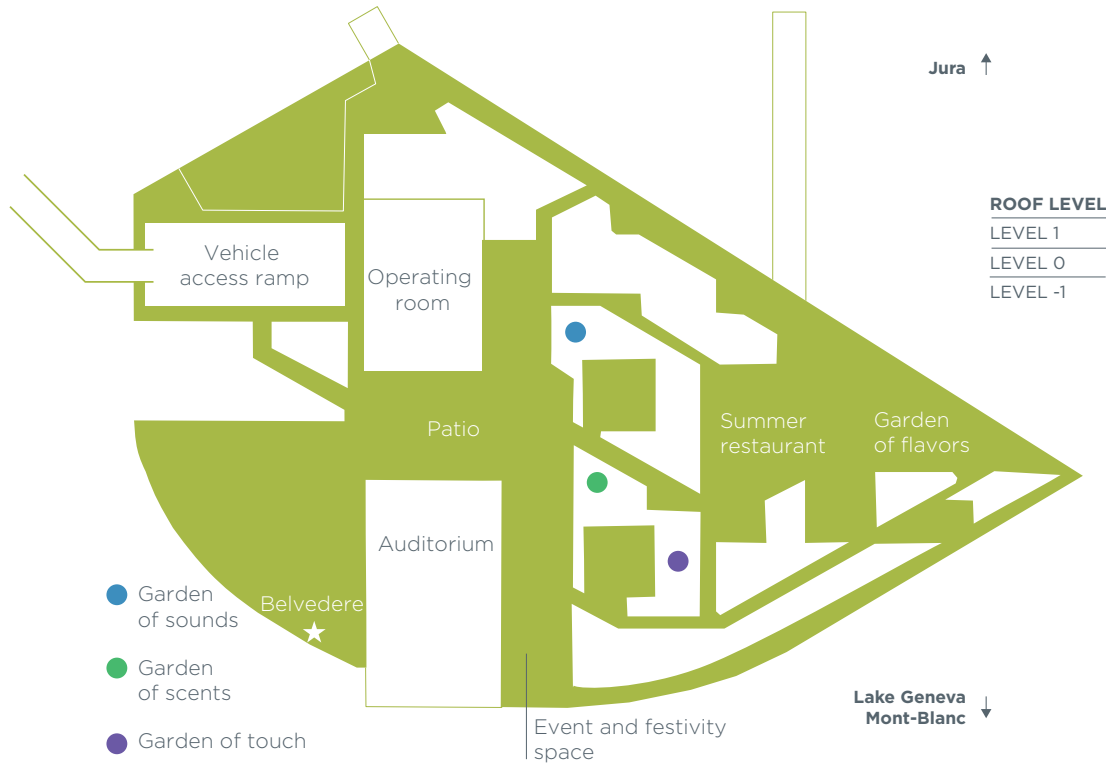 Jura
ROOF LEVEL
LEVEL 1
LEVEL 0
LEVEL -1
Vehicle
access ramp
Operating
room
Patio
Summer
restaurant
Garden
of flavors
Auditorium
Belvedere
Garden
of sounds
Garden
of scents
Garden of touch
Event and festivity
space
Lake Geneva
Mont-Blanc